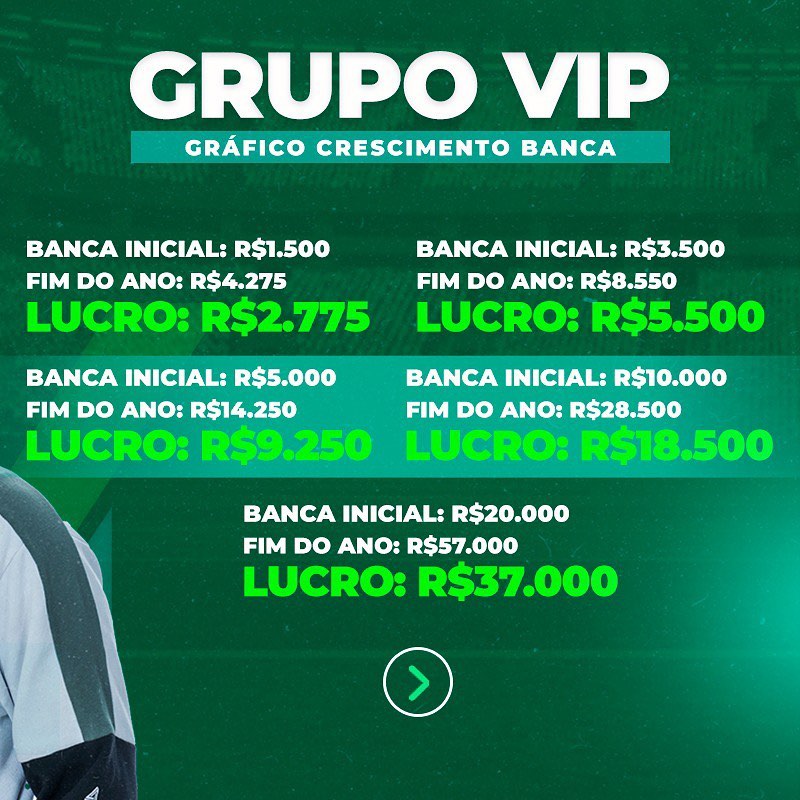 GRUPO VIP
GRÁFICO CRESCIMENTO BANCA
BANCA INICIAL: R$1.500
FIM DO ANO: R$4.275
LUCRO: R$2.775
BANCA INICIAL: R$3.500
FIM DO ANO: R$8.550
LUCRO: R$5.500
BANCA INICIAL: R$5.000
FIM DO ANO: R$14.250
LUCRO: R$9.250
BANCA INICIAL: R$10.000
FIM DO ANO: R$28.500
LUCRO: R$18.500
BANCA INICIAL: R$20.000
FIM DO ANO: R$57.000
LUCRO: R$37.000